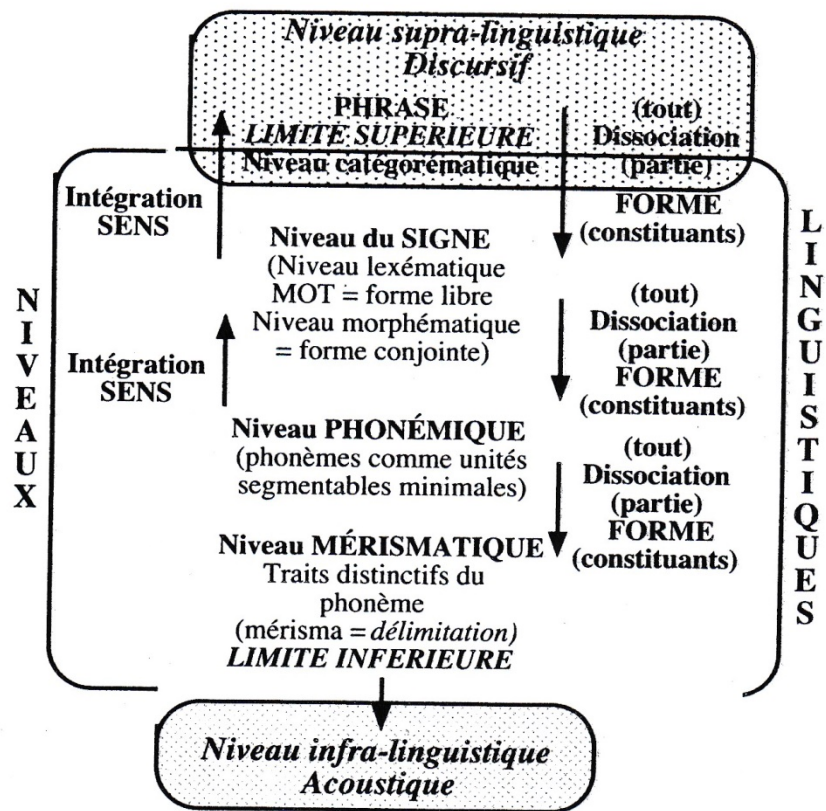 Niveau supra-linguistique
Discursif
PHRASE
LIMITE SUPERIEURE
Niveau catégorématique
(tout)
Dissociation
(partie)
FORME
(constituants)
Intégration
SENS
Niveau du SIGNE
(Niveau lexématique
MOT = forme libre
Niveau morphématique
= forme conjointe)
(tout)
Dissociation
(partie)
FORME
(constituants)
Intégration
SENS
Niveau PHONÉMIQUE
(phonèmes comme unités
segmentables minimales)
(tout)
Dissociation
(partie)
FORME
(constituants)
Niveau MÉRISMATIQUE
Traits distinctifs du
phonème
(mérisma = délimitation)
LIMITE INFERIEURE
NIVEAUX
LINGUISTIQUES
Niveau infra-linguistique
Acoustique